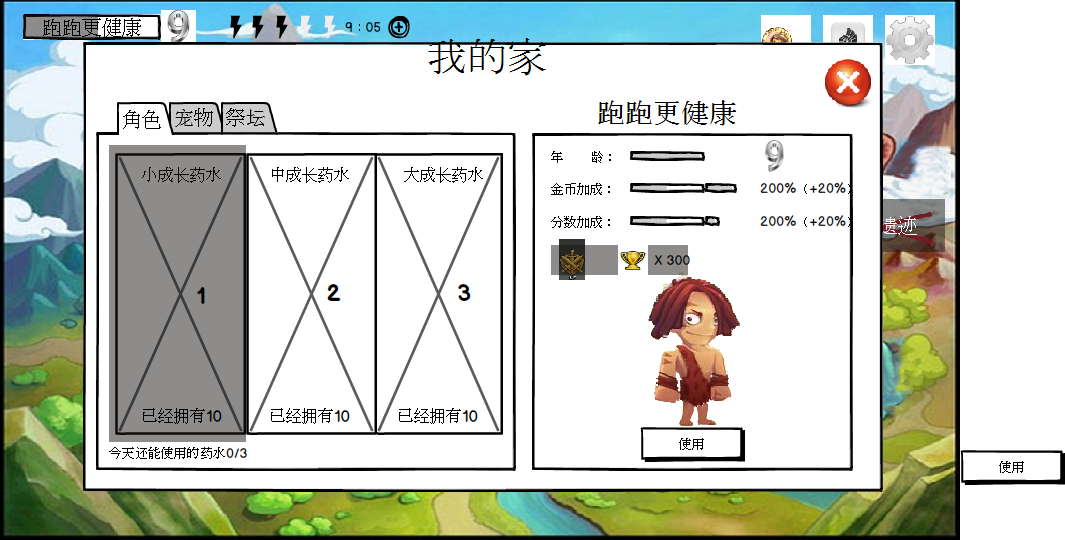 跑跑更健康 9 9：05
我的家
角色 宠物 祭坛
跑跑更健康
小成长药水 中成长药水 大成长药水
1 2 3
已经拥有10 已经拥有10 已经拥有10
今天还能使用的药水0/3
年 龄： 9
金币加成： 200%（+20%）
分数加成： 200%（+20%）
X 300
使用
遗迹
使用